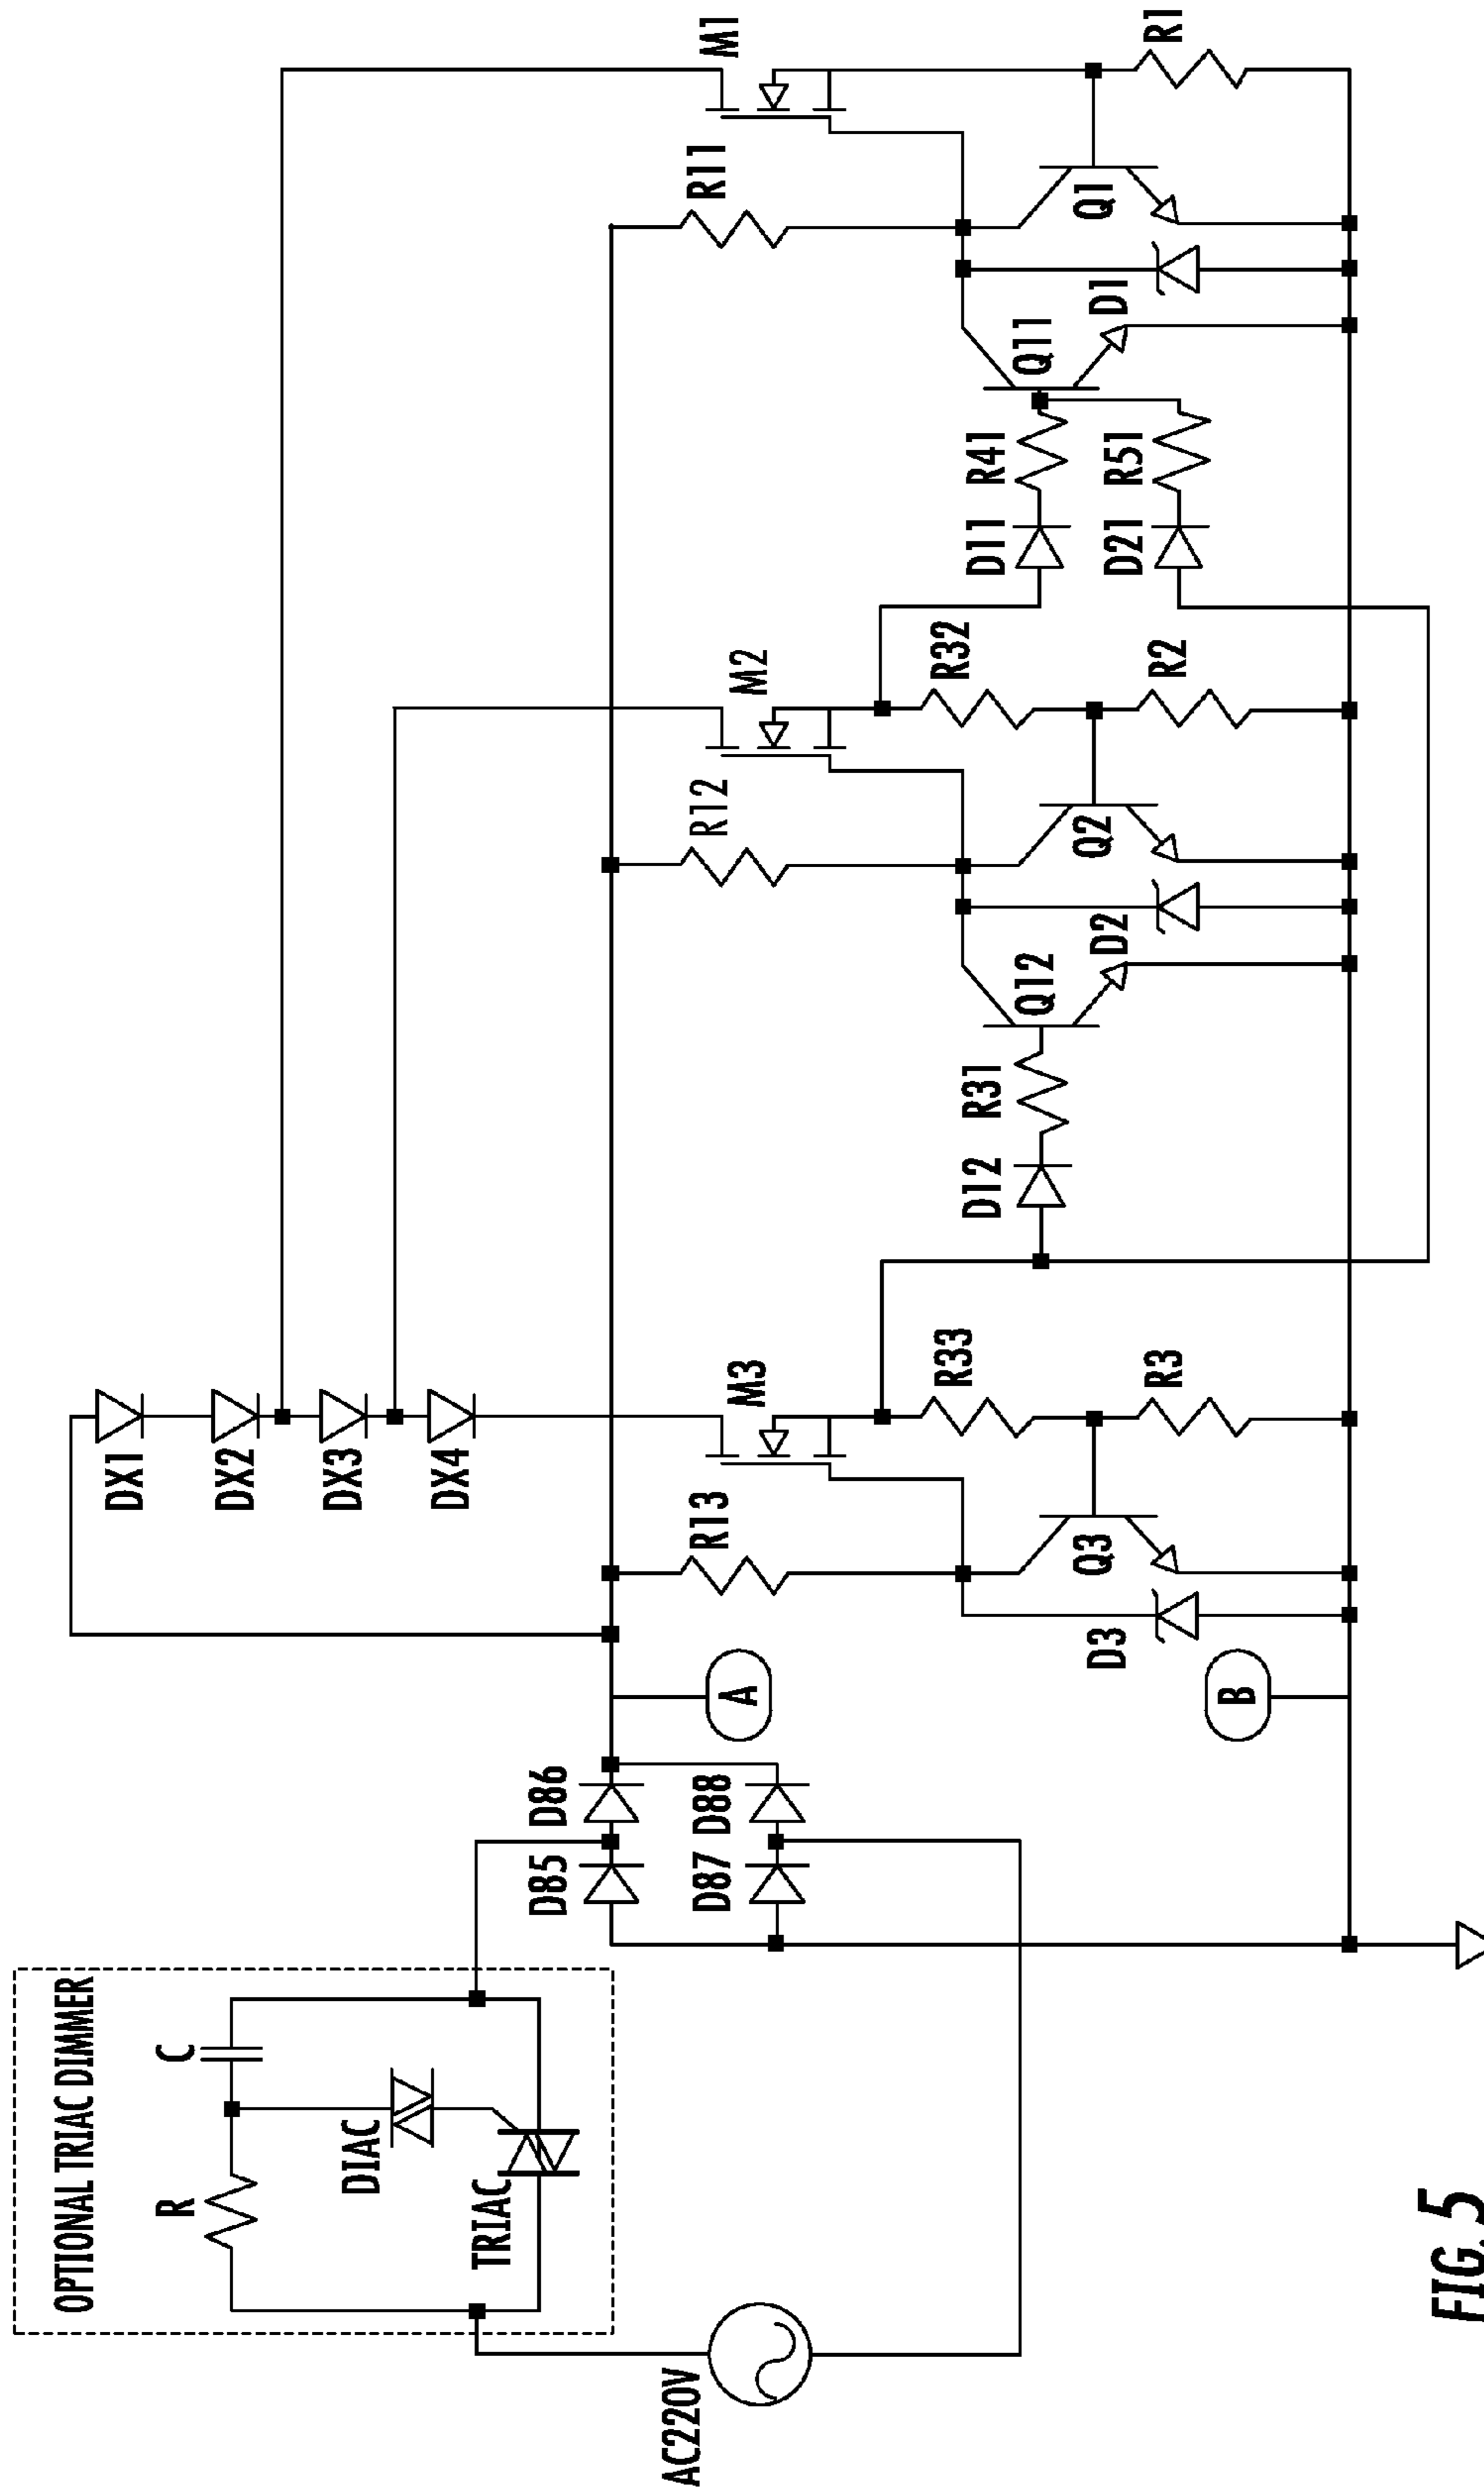 OPTIONAL TRIAC DIMMER
R
C
DIAC
TRIAC
AC220V
D85
D86
D87
D88
A
B
DX1
DX2
DX3
DX4
R13
M3
R33
R3
Q3
D3
D12
R31
Q12
R12
M2
R32
R2
Q2
D2
D11
R41
D21
R51
Q11
R11
M1
R1
Q1
D1
FIG. 5